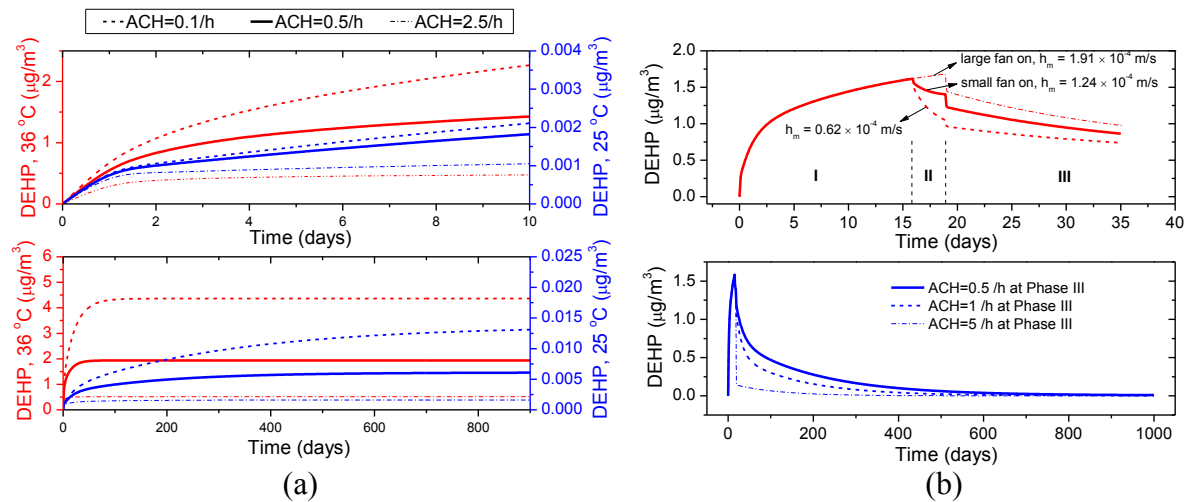 ACH=0.1/h ACH=0.5/h ACH=2.5/h
DEHP, 36 °C (μg/m³)
2
1
0
0.004
0.003
0.002
0.001
0.000
DEHP, 25 °C (μg/m³)
0 2 4 6 8 10
Time (days)
DEHP, 36 °C (μg/m³)
6
5
4
3
2
1
0
0.025
0.020
0.015
0.010
0.005
0.000
DEHP, 25 °C (μg/m³)
0 200 400 600 800
Time (days)
(a)
DEHP (μg/m³)
2.0
1.5
1.0
0.5
0.0
large fan on, hₘ = 1.91 × 10⁻⁴ m/s
small fan on, hₘ = 1.24 × 10⁻⁴ m/s
hₘ = 0.62 × 10⁻⁴ m/s
I II III
0 5 10 15 20 25 30 35 40
Time (days)
DEHP (μg/m³)
1.5
1.0
0.5
0.0
ACH=0.5 /h at Phase III
ACH=1 /h at Phase III
ACH=5 /h at Phase III
0 200 400 600 800 1000
Time (days)
(b)